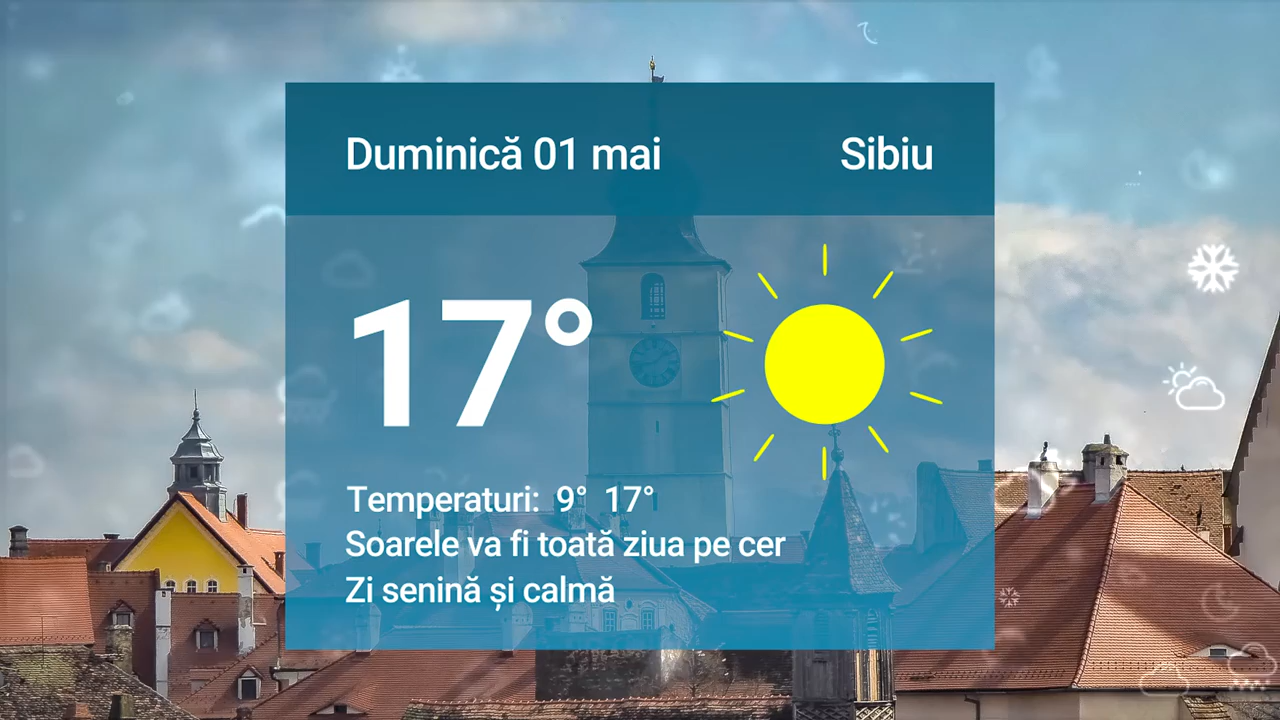 Duminică 01 mai
Sibiu
17°
Temperaturi: 9° 17°
Soarele va fi toată ziua pe cer
Zi senină și calmă